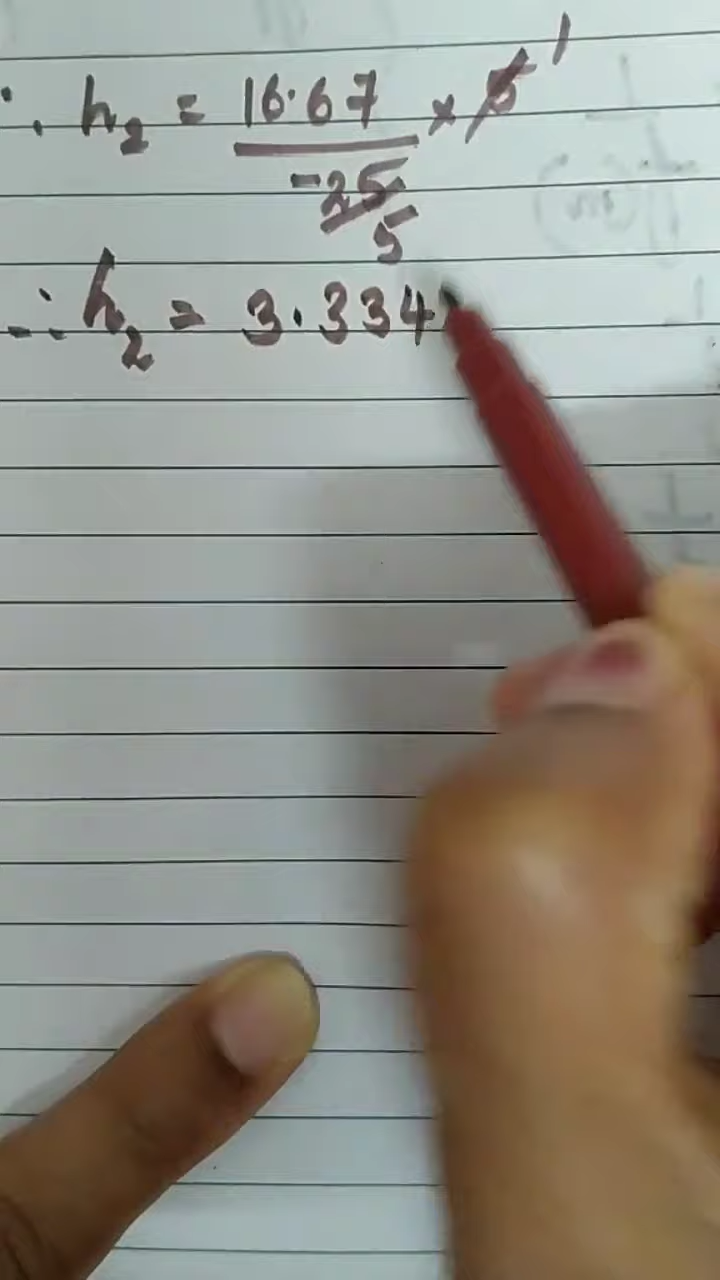 ∴ h₂ = 16.67 × 5 1
-25
5
∴ h₂ = 3.334